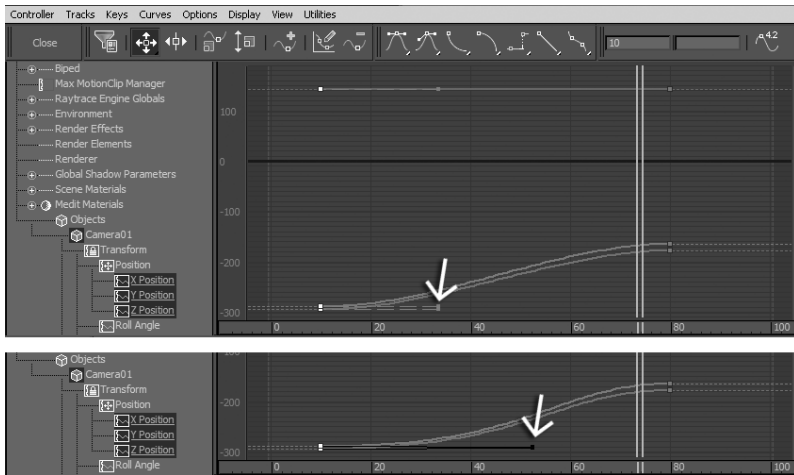 Controller Tracks Keys Curves Options Display View Utilities
Close 10 4.2
Biped
Max MotionClip Manager
Raytrace Engine Globals
Environment
Render Effects
Render Elements
Renderer
Global Shadow Parameters
Scene Materials
Medit Materials
Objects
Camera01
Transform
Position
X Position
Y Position
Z Position
Roll Angle
100
0
-100
-200
-300
0 20 40 60 80 100
Objects
Camera01
Transform
Position
X Position
Y Position
Z Position
Roll Angle
-100
-200
-300
0 20 40 60 80 100